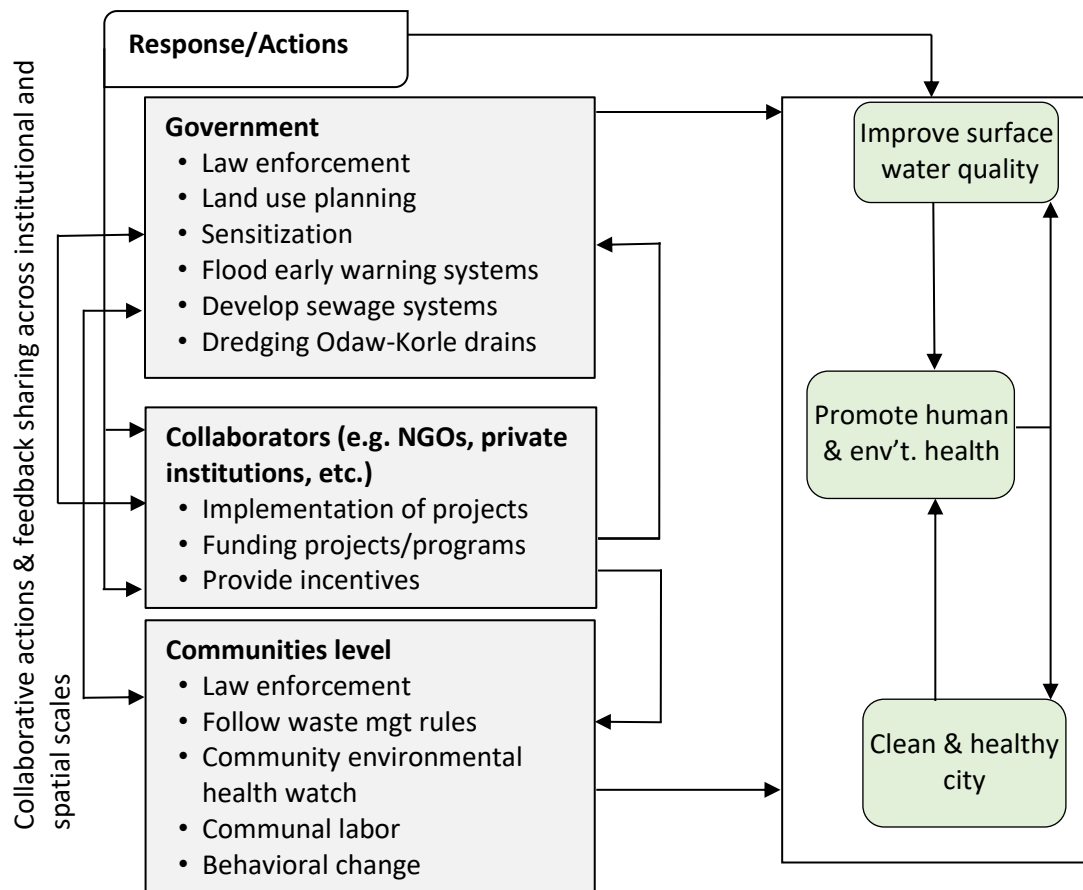 Collaborative actions & feedback sharing across institutional and
spatial scales
Response/Actions
Government
• Law enforcement
• Land use planning
• Sensitization
• Flood early warning systems
• Develop sewage systems
• Dredging Odaw-Korle drains
Collaborators (e.g. NGOs, private
institutions, etc.)
• Implementation of projects
• Funding projects/programs
• Provide incentives
Communities level
• Law enforcement
• Follow waste mgt rules
• Community environmental
health watch
• Communal labor
• Behavioral change
Improve surface
water quality
Promote human
& env’t. health
Clean & healthy
city